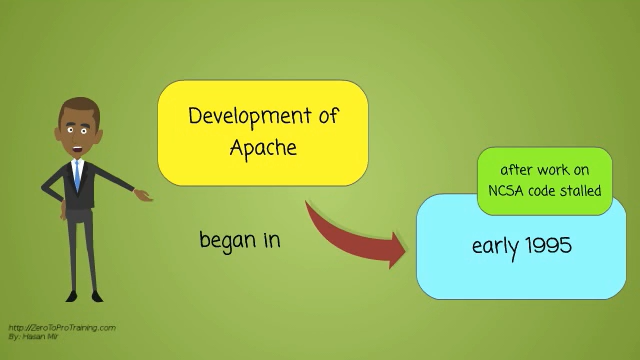 Development of
Apache
began in
after work on
NCSA code stalled
early 1995
http://ZeroToProTraining.com
By: Hasan Mir